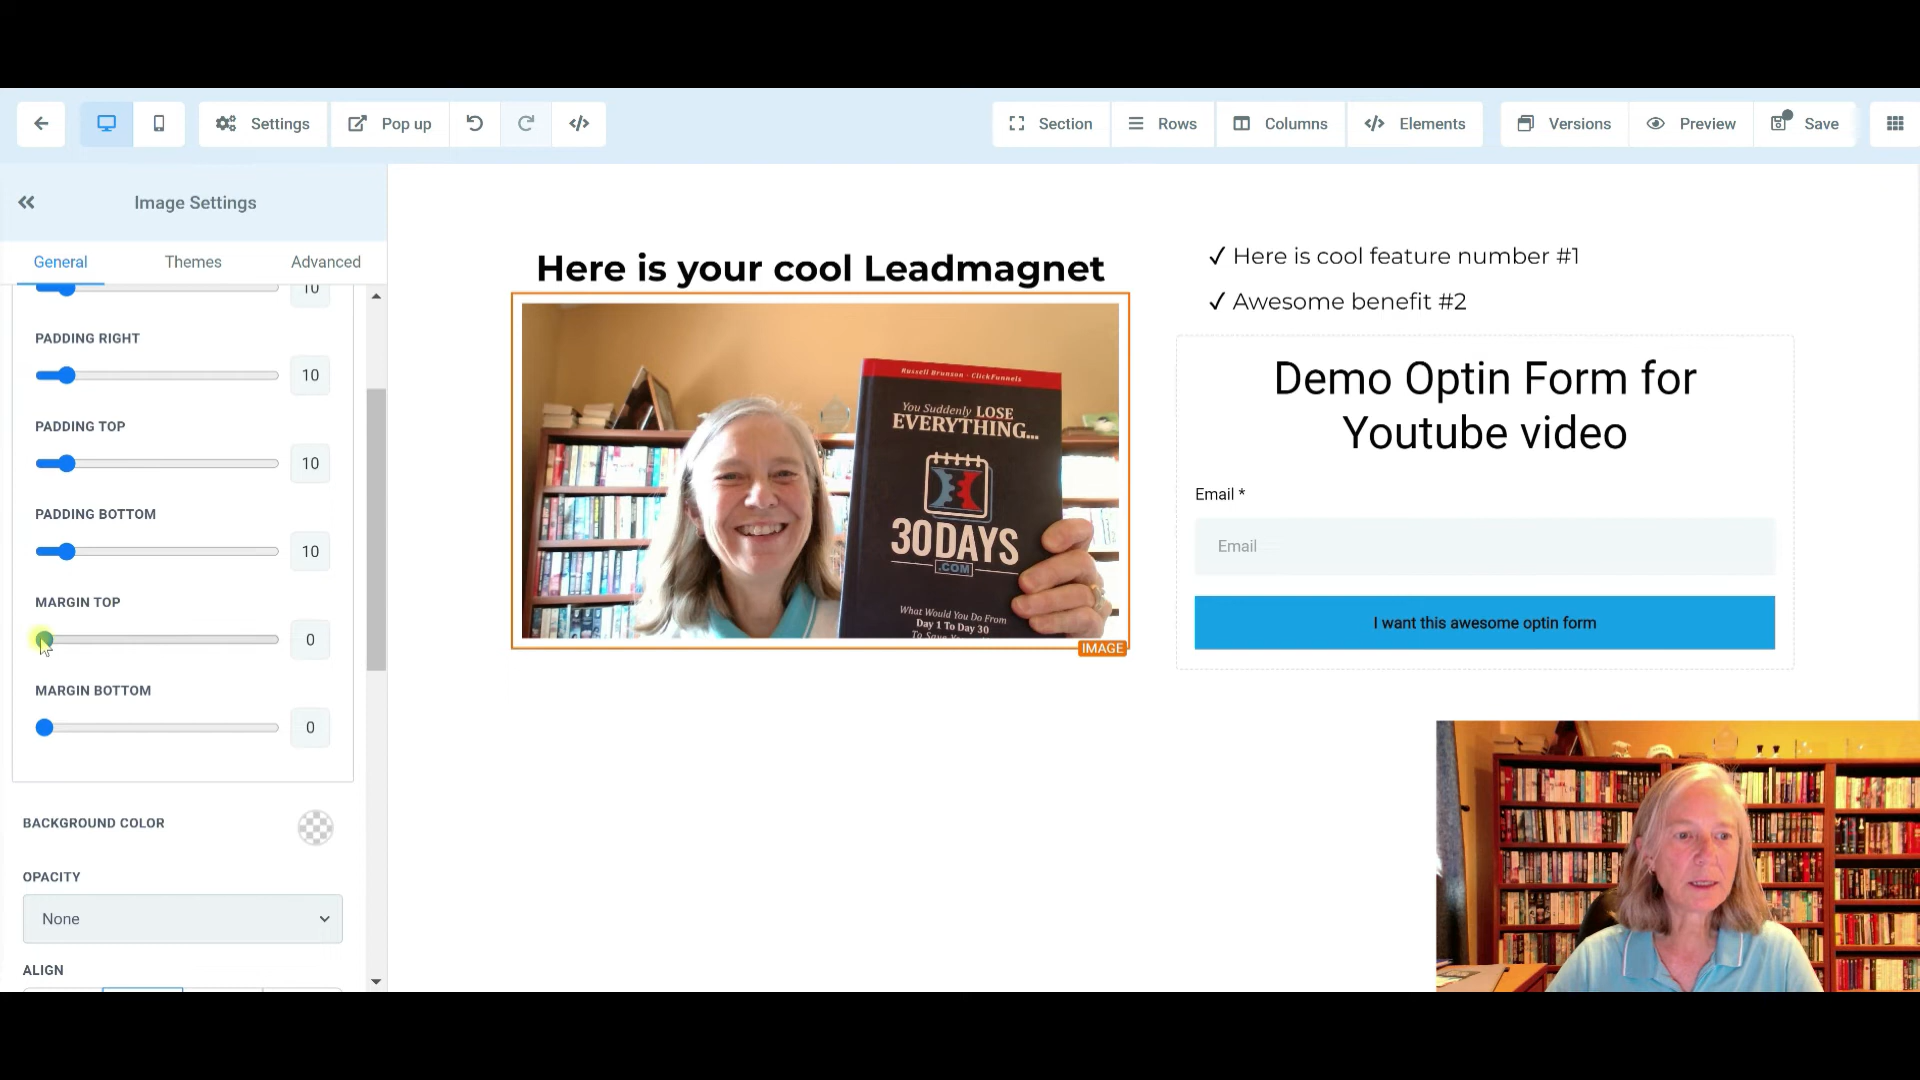 Settings
Pop up
Section
Rows
Columns
Elements
Versions
Preview
Save
Image Settings
General
Themes
Advanced
10
PADDING RIGHT
10
PADDING TOP
10
PADDING BOTTOM
10
MARGIN TOP
0
MARGIN BOTTOM
0
BACKGROUND COLOR
OPACITY
None
ALIGN
Here is your cool Leadmagnet
Russell Brunson - ClickFunnels
You Suddenly LOSE
EVERYTHING...
30DAYS
.COM
What Would You Do From
Day 1 To Day 30
IMAGE
✓ Here is cool feature number #1
✓ Awesome benefit #2
Demo Optin Form for
Youtube video
Email *
Email
I want this awesome optin form